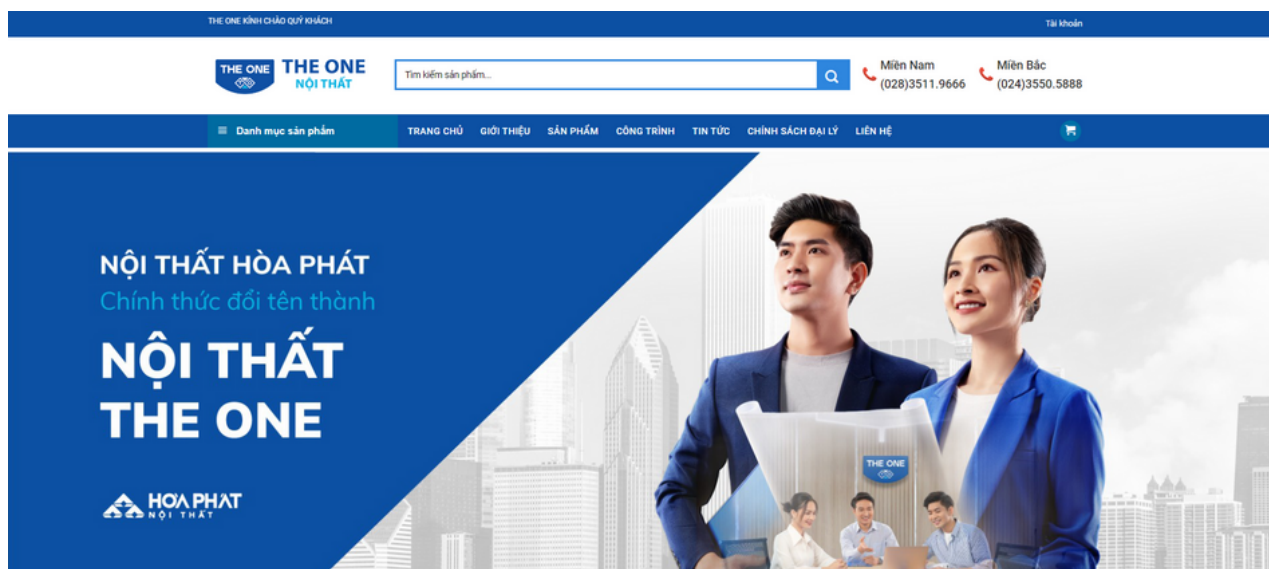 THE ONE KÍNH CHÀO QUÝ KHÁCH
Tài khoản
THE ONE
THE ONE
NỘI THẤT
Tìm kiếm sản phẩm...
Miền Nam
(028)3511.9666
Miền Bắc
(024)3550.5888
Danh mục sản phẩm
TRANG CHỦ GIỚI THIỆU SẢN PHẨM CÔNG TRÌNH TIN TỨC CHÍNH SÁCH ĐẠI LÝ LIÊN HỆ
NỘI THẤT HÒA PHÁT
Chính thức đổi tên thành
NỘI THẤT
THE ONE
HÒA PHÁT
NỘI THẤT
THE ONE